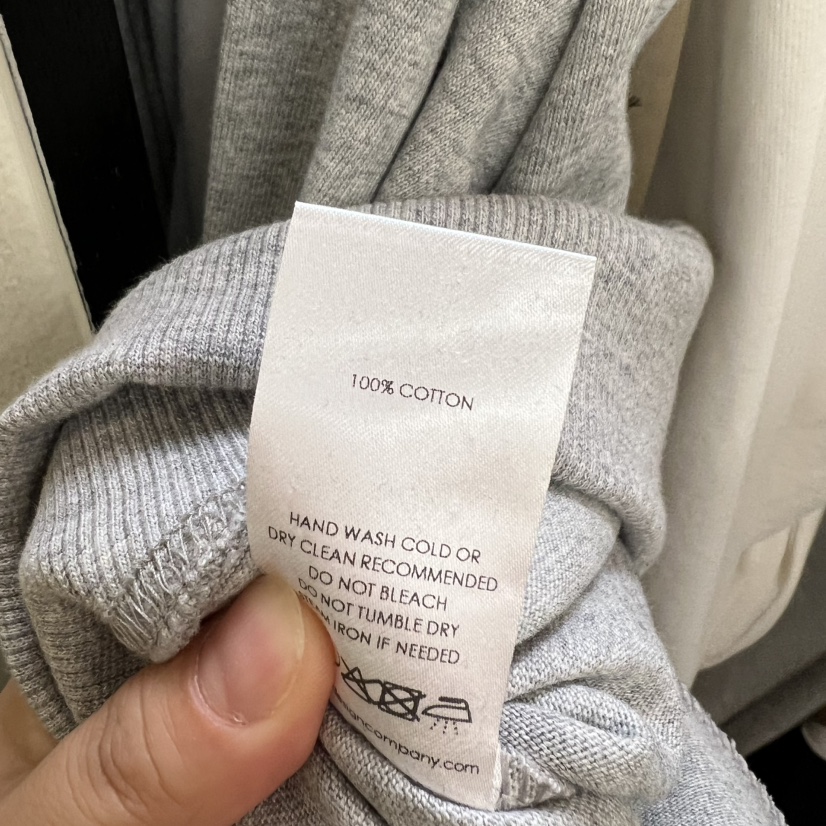 100% COTTON
HAND WASH COLD OR
DRY CLEAN RECOMMENDED
DO NOT BLEACH
DO NOT TUMBLE DRY
IRON IF NEEDED